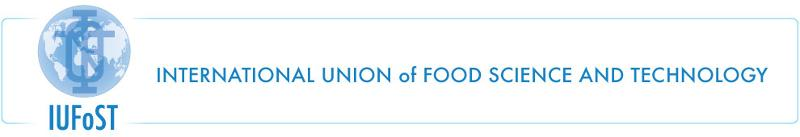 INTERNATIONAL UNION of FOOD SCIENCE AND TECHNOLOGY
IUFoST